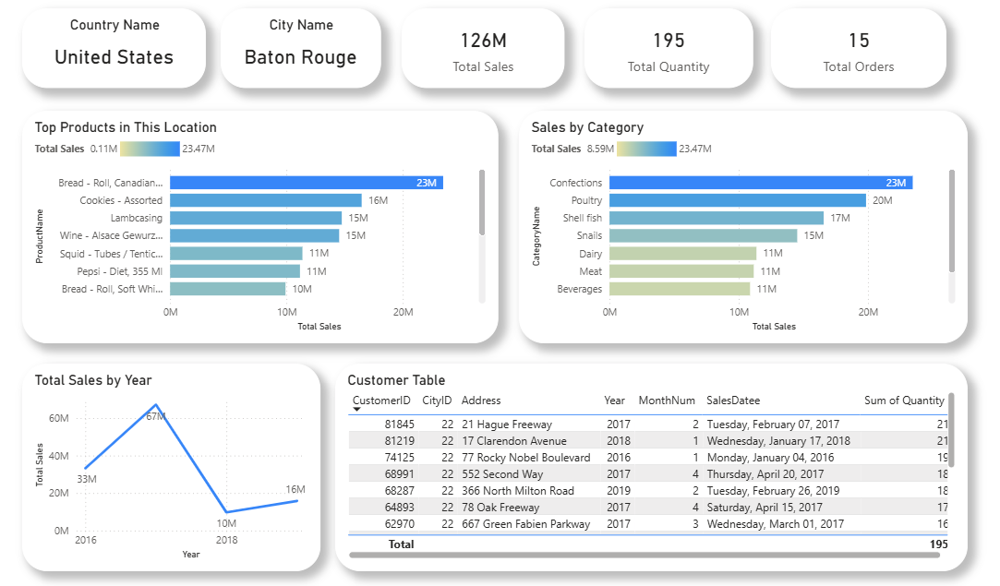 Country Name
United States
City Name
Baton Rouge
126M
Total Sales
195
Total Quantity
15
Total Orders
Top Products in This Location
Total Sales 0.11M 23.47M
ProductName
Bread - Roll, Canadian... 23M
Cookies - Assorted 16M
Lambcasing 15M
Wine - Alsace Gewurz... 15M
Squid - Tubes / Tentic... 11M
Pepsi - Diet, 355 Ml 11M
Bread - Roll, Soft Whi... 10M
0M 10M 20M
Total Sales
Sales by Category
Total Sales 8.59M 23.47M
CategoryName
Confections 23M
Poultry 20M
Shell fish 17M
Snails 15M
Dairy 11M
Meat 11M
Beverages 11M
0M 10M 20M
Total Sales
Total Sales by Year
Total Sales
60M
40M
20M
0M
33M
67M
10M
16M
2016 2018
Year
Customer Table
CustomerID CityID Address Year MonthNum SalesDatee Sum of Quantity
81845 22 21 Hague Freeway 2017 2 Tuesday, February 07, 2017 21
81219 22 17 Clarendon Avenue 2018 1 Wednesday, January 17, 2018 21
74125 22 77 Rocky Nobel Boulevard 2016 1 Monday, January 04, 2016 19
68991 22 552 Second Way 2017 4 Thursday, April 20, 2017 18
68287 22 366 North Milton Road 2019 2 Tuesday, February 26, 2019 18
64893 22 78 Oak Freeway 2017 4 Saturday, April 15, 2017 17
62970 22 667 Green Fabien Parkway 2017 3 Wednesday, March 01, 2017 16
Total 195